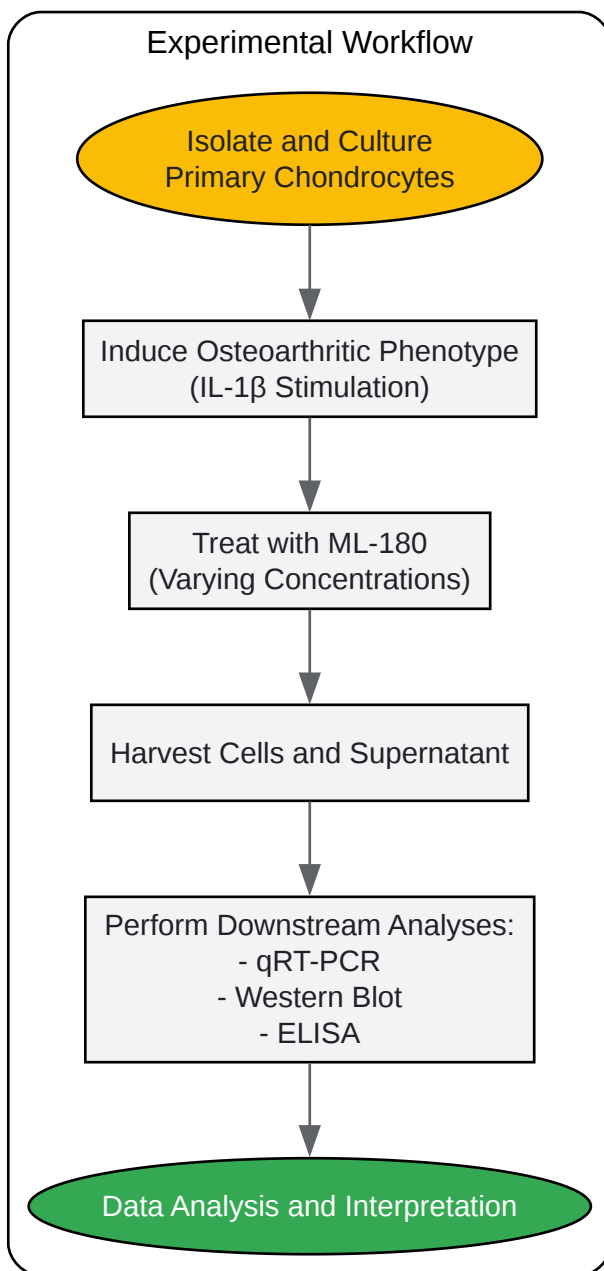 Experimental Workflow
Isolate and Culture
Primary Chondrocytes
Induce Osteoarthritic Phenotype
(IL-1β Stimulation)
Treat with ML-180
(Varying Concentrations)
Harvest Cells and Supernatant
Perform Downstream Analyses:
- qRT-PCR
- Western Blot
- ELISA
Data Analysis and Interpretation